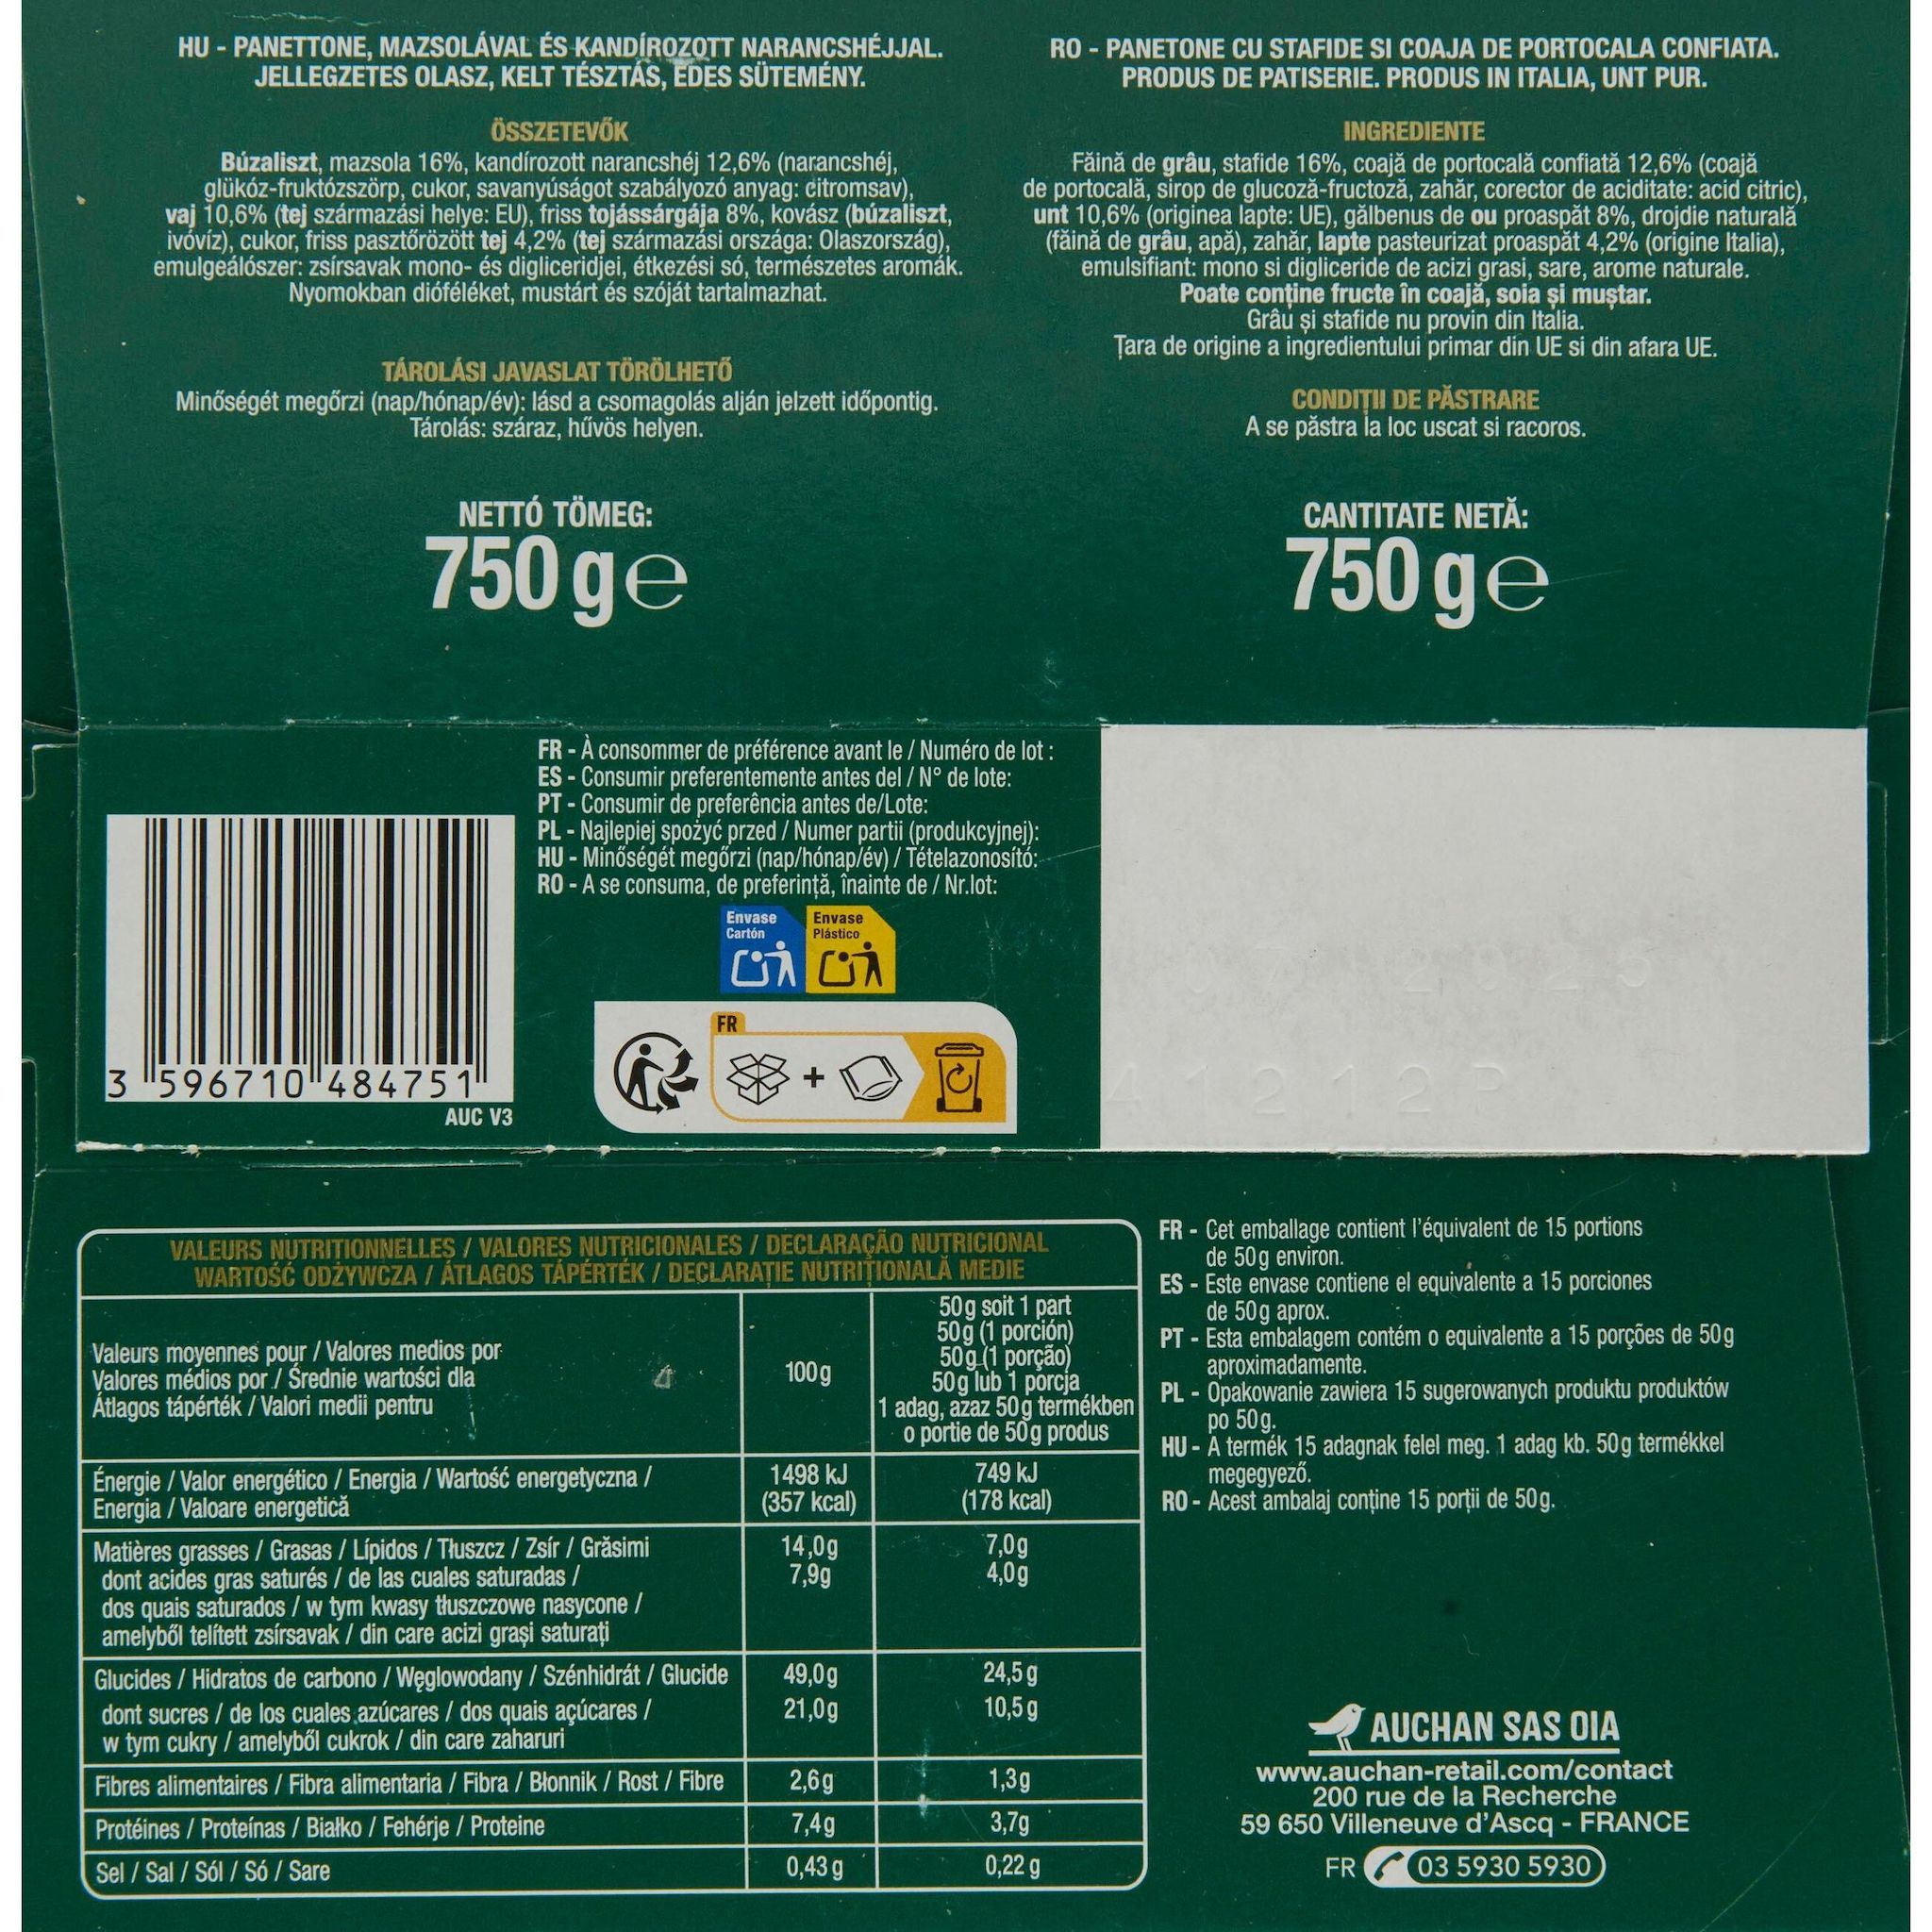 HU - PANETTONE, MAZSOLÁVAL ÉS KANDÍROZOTT NARANCSHÉJJAL.
JELLEGZETES OLASZ, KELT TÉSZTÁS, ÉDES SÜTEMÉNY.
ÖSSZETEVŐK
Búzaliszt, mazsola 16%, kandírozott narancshéj 12,6% (narancshéj,
glükóz-fruktózszörp, cukor, savanyúságot szabályozó anyag: citromsav),
vaj 10,6% (tej származási helye: EU), friss tojássárgája 8%, kovász (búzaliszt,
ivóvíz), cukor, friss pasztőrözött tej 4,2% (tej származási országa: Olaszország),
emulgeálószer: zsírsavak mono- és digliceridjei, étkezési só, természetes aromák.
Nyomokban dióféléket, mustárt és szóját tartalmazhat.
TÁROLÁSI JAVASLAT TÖRÖLHETŐ
Minőségét megőrzi (nap/hónap/év): lásd a csomagolás alján jelzett időpontig.
Tárolás: száraz, hűvös helyen.
NETTÓ TÖMEG:
750 g e
RO - PANETONE CU STAFIDE SI COAJA DE PORTOCALA CONFIATA.
PRODUS DE PATISERIE. PRODUS IN ITALIA, UNT PUR.
INGREDIENTE
Făină de grâu, stafide 16%, coajă de portocală confiată 12,6% (coajă
de portocală, sirop de glucoză-fructoză, zahăr, corector de aciditate: acid citric),
unt 10,6% (originea lapte: UE), gălbenus de ou proaspăt 8%, drojdie naturală
(făină de grâu, apă), zahăr, lapte pasteurizat proaspăt 4,2% (origine Italia),
emulsifiant: mono si digliceride de acizi grasi, sare, arome naturale.
Poate conține fructe în coajă, soia și muștar.
Grâu și stafide nu provin din Italia.
Țara de origine a ingredientului primar din UE si din afara UE.
CONDIȚII DE PĂSTRARE
A se păstra la loc uscat si racoros.
CANTITATE NETĂ:
750 g e
FR - À consommer de préférence avant le / Numéro de lot :
ES - Consumir preferentemente antes del / N° de lote:
PT - Consumir de preferência antes de/Lote:
PL - Najlepiej spożyć przed / Numer partii (produkcyjnej):
HU - Minőségét megőrzi (nap/hónap/év) / Tételazonosító:
RO - A se consuma, de preferință, înainte de / Nr.lot:
Envase Cartón
Envase Plástico
FR
+
3 596710 484751
AUC V3
41212P
VALEURS NUTRITIONNELLES / VALORES NUTRICIONALES / DECLARAÇÃO NUTRICIONAL
WARTOŚĆ ODŻYWCZA / ÁTLAGOS TÁPÉRTÉK / DECLARAȚIE NUTRIȚIONALĂ MEDIE
Valeurs moyennes pour / Valores medios por
Valores médios por / Średnie wartości dla
Átlagos tápérték / Valori medii pentru
100 g
50 g soit 1 part
50 g (1 porción)
50 g (1 porção)
50 g lub 1 porcja
1 adag, azaz 50 g termékben
o portie de 50 g produs
Énergie / Valor energético / Energia / Wartość energetyczna /
Energia / Valoare energetică
1498 kJ
(357 kcal)
749 kJ
(178 kcal)
Matières grasses / Grasas / Lípidos / Tłuszcz / Zsír / Grăsimi
dont acides gras saturés / de las cuales saturadas /
dos quais saturados / w tym kwasy tłuszczowe nasycone /
amelyből telített zsírsavak / din care acizi grași saturați
14,0g
7,9g
7,0g
4,0g
Glucides / Hidratos de carbono / Węglowodany / Szénhidrát / Glucide
49,0g
24,5g
dont sucres / de los cuales azúcares / dos quais açúcares /
w tym cukry / amelyből cukrok / din care zaharuri
21,0g
10,5g
Fibres alimentaires / Fibra alimentaria / Fibra / Błonnik / Rost / Fibre
2,6g
1,3g
Protéines / Proteínas / Białko / Fehérje / Proteine
7,4g
3,7g
Sel / Sal / Sól / Só / Sare
0,43 g
0,22 g
FR - Cet emballage contient l'équivalent de 15 portions
de 50g environ.
ES - Este envase contiene el equivalente a 15 porciones
de 50g aprox.
PT - Esta embalagem contém o equivalente a 15 porções de 50g
aproximadamente.
PL - Opakowanie zawiera 15 sugerowanych produktu produktów
po 50g.
HU - A termék 15 adagnak felel meg. 1 adag kb. 50g termékkel
megegyező.
RO - Acest ambalaj conține 15 porții de 50g.
AUCHAN SAS OIA
www.auchan-retail.com/contact
200 rue de la Recherche
59 650 Villeneuve d'Ascq - FRANCE
FR 03 5930 5930